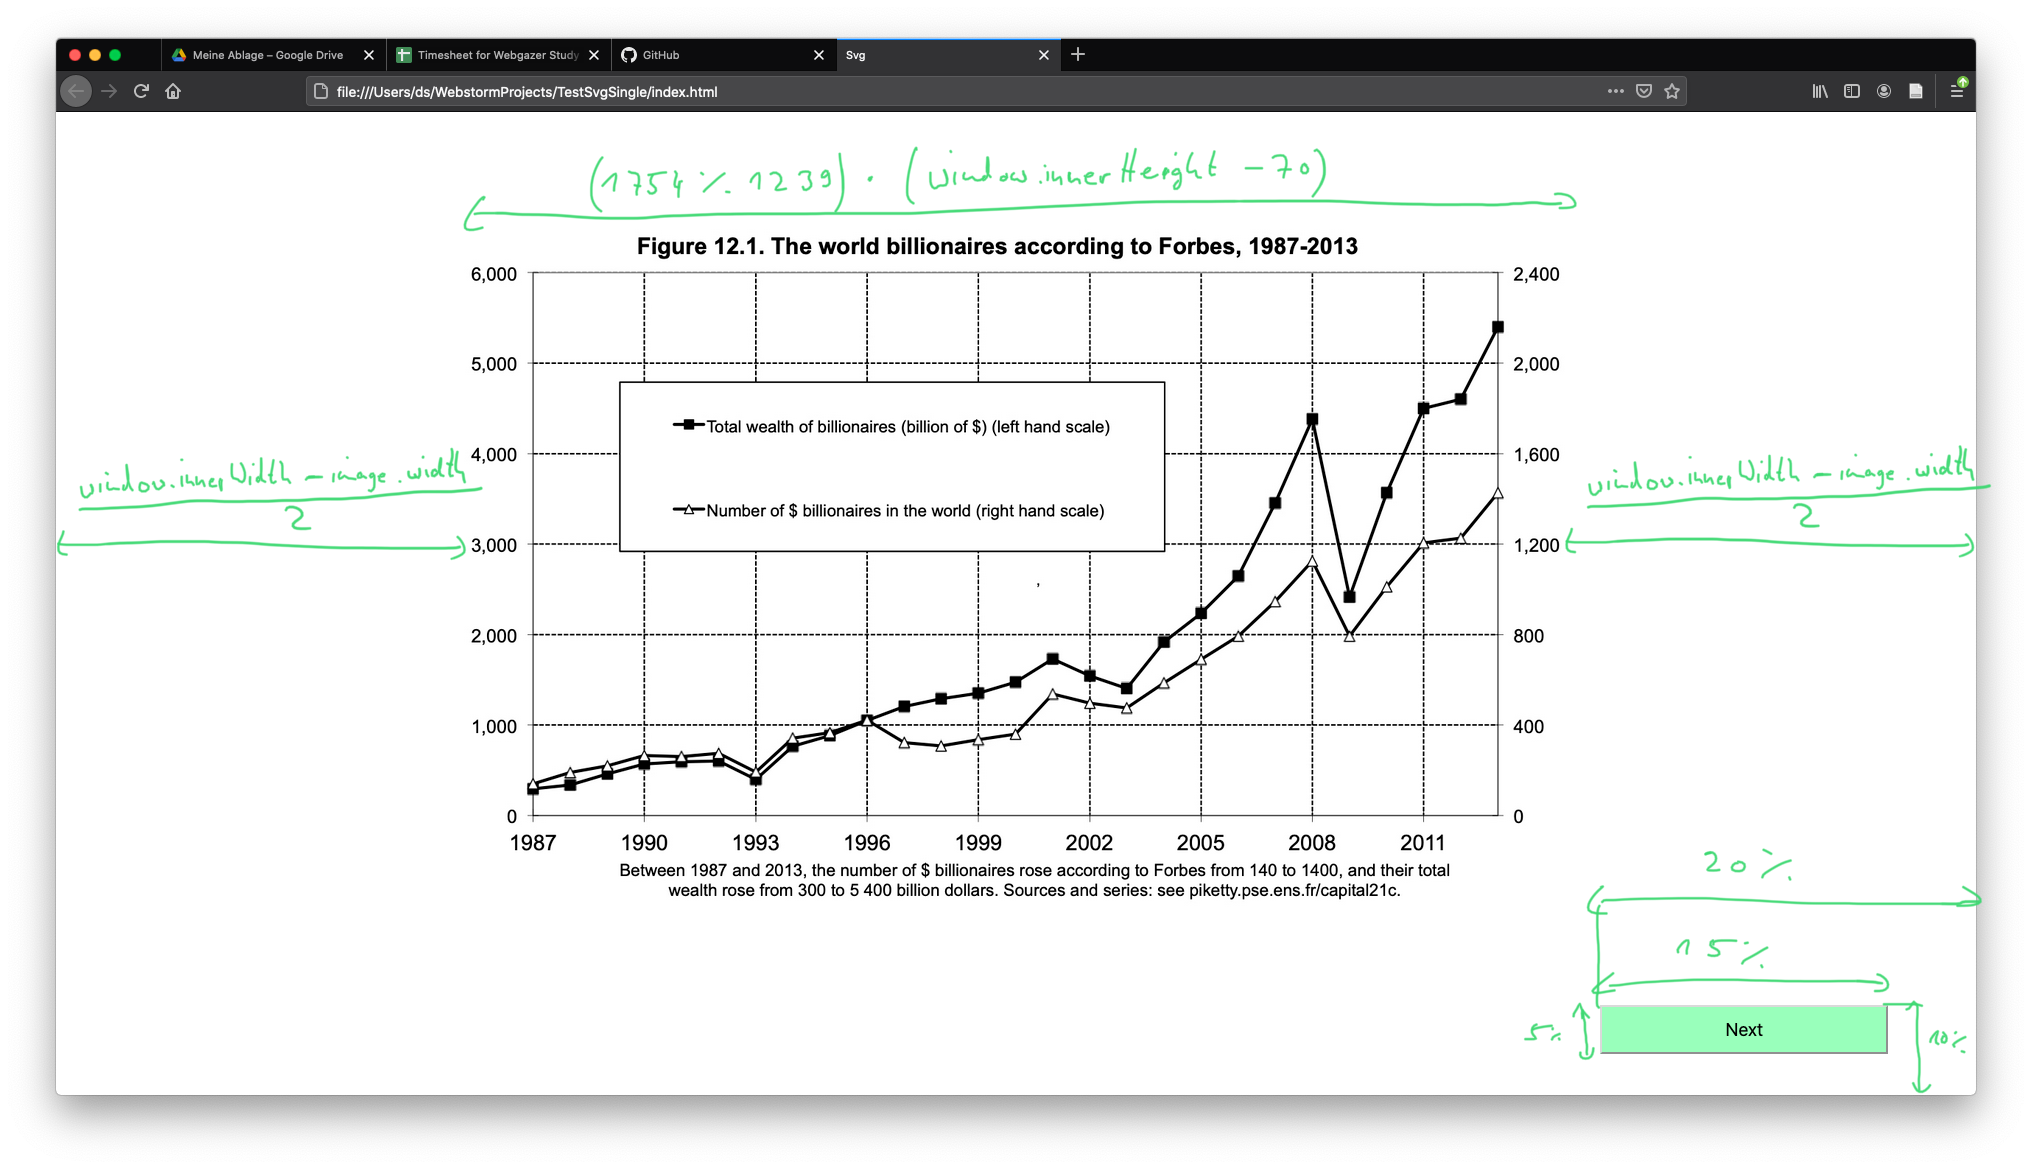 Meine Ablage – Google Drive
Timesheet for Webgazer Study
GitHub
Svg
file:///Users/ds/WebstormProjects/TestSvgSingle/index.html
(1754 % 1239) · (window.innerHeight - 70)
Figure 12.1. The world billionaires according to Forbes, 1987-2013
6,000
2,400
5,000
2,000
Total wealth of billionaires (billion of $) (left hand scale)
4,000
1,600
window.innerWidth - image.width
2
window.innerWidth - image.width
2
Number of $ billionaires in the world (right hand scale)
3,000
1,200
,
2,000
800
1,000
400
0
0
1987 1990 1993 1996 1999 2002 2005 2008 2011
Between 1987 and 2013, the number of $ billionaires rose according to Forbes from 140 to 1400, and their total
wealth rose from 300 to 5 400 billion dollars. Sources and series: see piketty.pse.ens.fr/capital21c.
20%
15%
5%
Next
10%